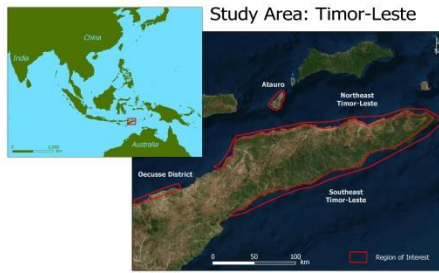 Study Area: Timor-Leste
China
India
Australia
Atauro
Northeast
Timor-Leste
Oecusse District
Southeast
Timor-Leste
0 50 100
km
Region of Interest